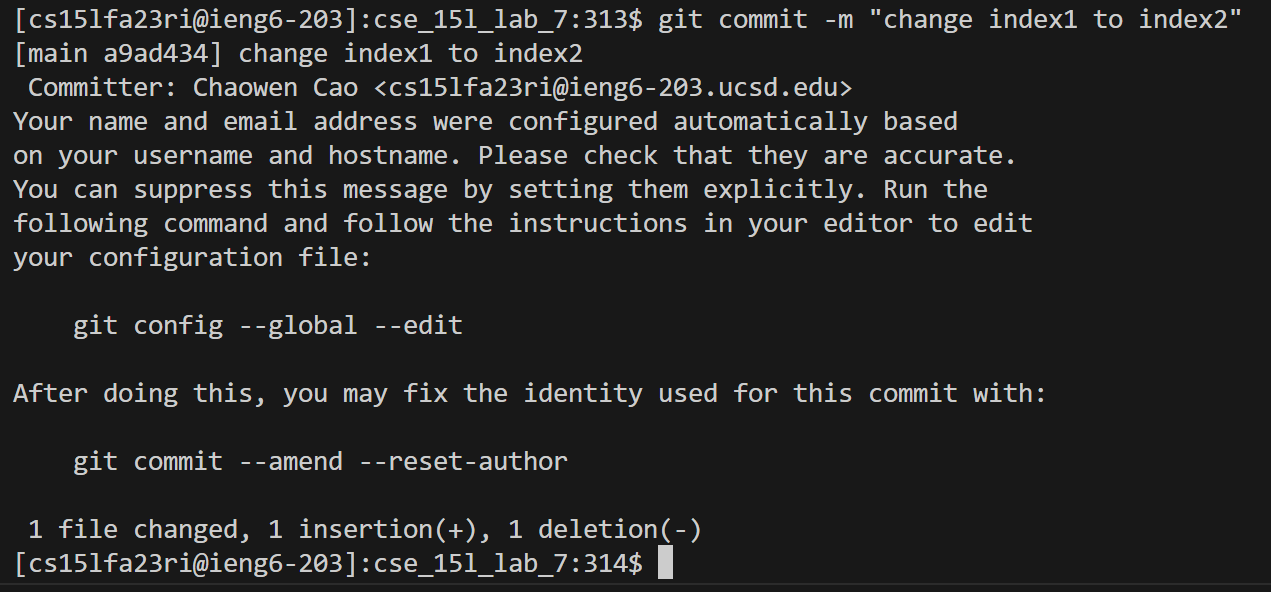 [cs15lfa23ri@ieng6-203]:cse_15l_lab_7:313$ git commit -m "change index1 to index2"
[main a9ad434] change index1 to index2
 Committer: Chaowen Cao <cs15lfa23ri@ieng6-203.ucsd.edu>
Your name and email address were configured automatically based
on your username and hostname. Please check that they are accurate.
You can suppress this message by setting them explicitly. Run the
following command and follow the instructions in your editor to edit
your configuration file:

    git config --global --edit

After doing this, you may fix the identity used for this commit with:

    git commit --amend --reset-author

 1 file changed, 1 insertion(+), 1 deletion(-)
[cs15lfa23ri@ieng6-203]:cse_15l_lab_7:314$